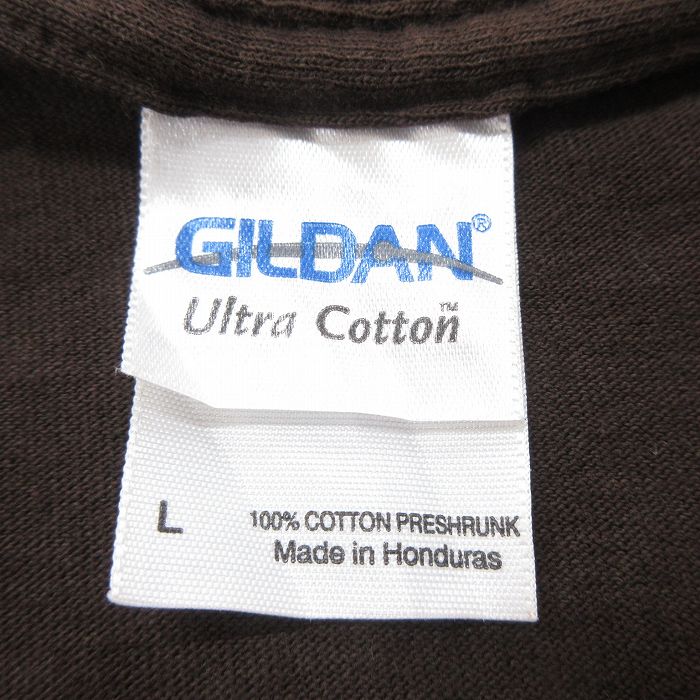 GILDAN®
Ultra Cotton™
L
100% COTTON PRESHRUNK
Made in Honduras